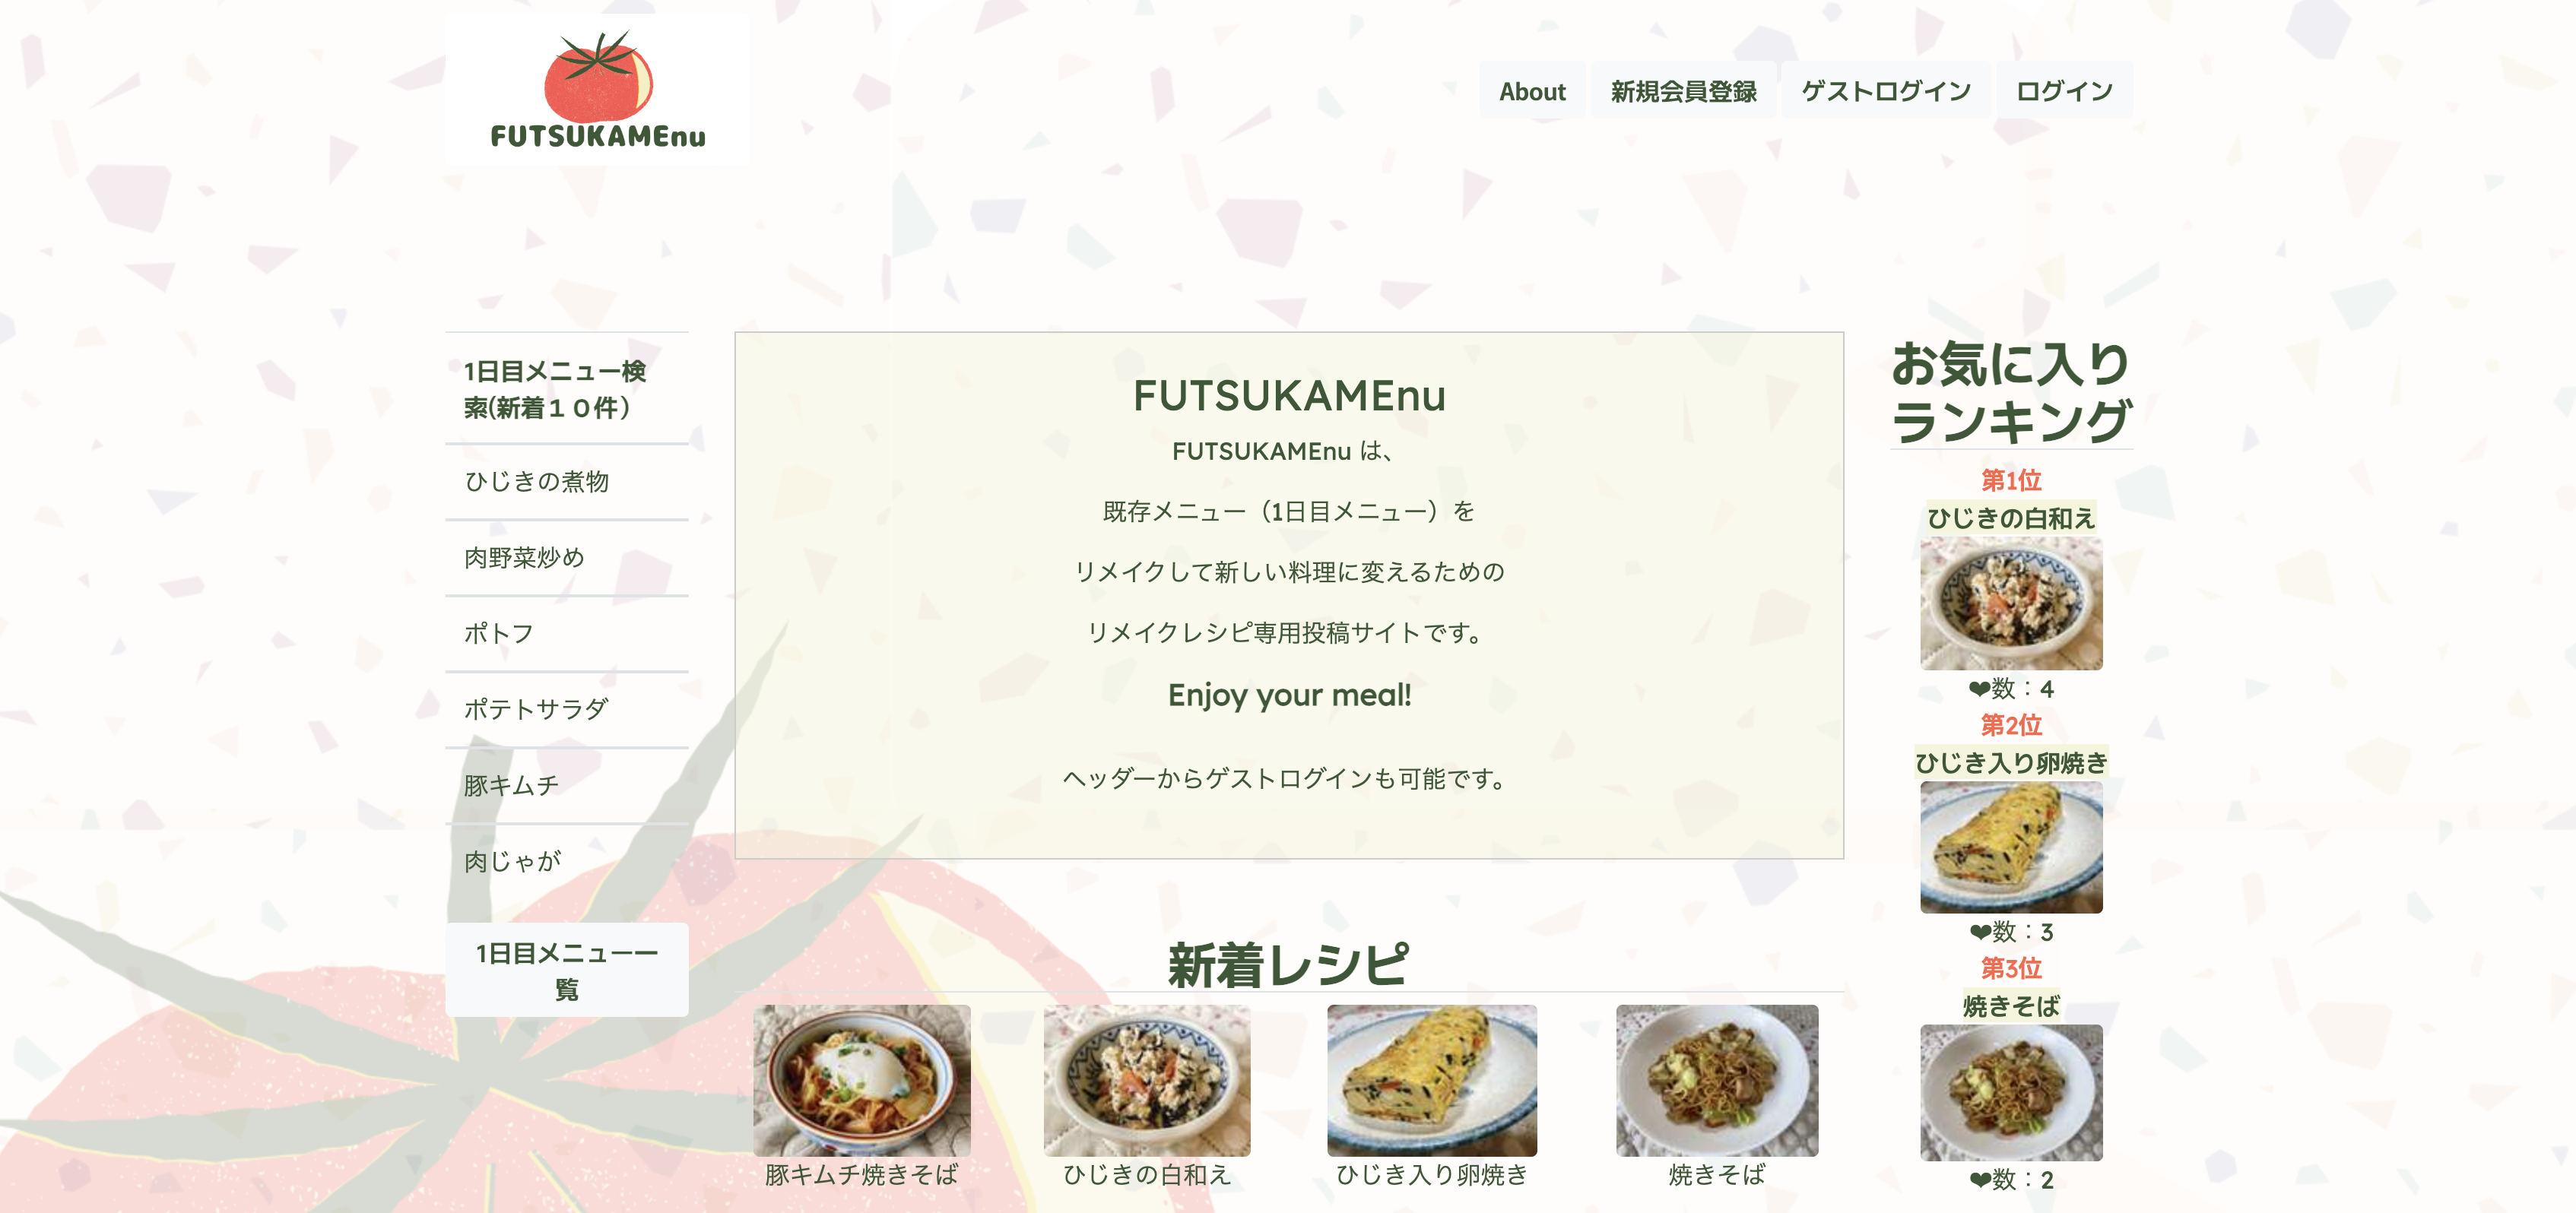 FUTSUKAMEnu
About
新規会員登録
ゲストログイン
ログイン
1日目メニュー検
索(新着１０件）
ひじきの煮物
肉野菜炒め
ポトフ
ポテトサラダ
豚キムチ
肉じゃが
1日目メニュー一
覧
FUTSUKAMEnu
FUTSUKAMEnu は、
既存メニュー（1日目メニュー）を
リメイクして新しい料理に変えるための
リメイクレシピ専用投稿サイトです。
Enjoy your meal!
ヘッダーからゲストログインも可能です。
新着レシピ
豚キムチ焼きそば
ひじきの白和え
ひじき入り卵焼き
焼きそば
お気に入り
ランキング
第1位
ひじきの白和え
❤数：4
第2位
ひじき入り卵焼き
❤数：3
第3位
焼きそば
❤数：2